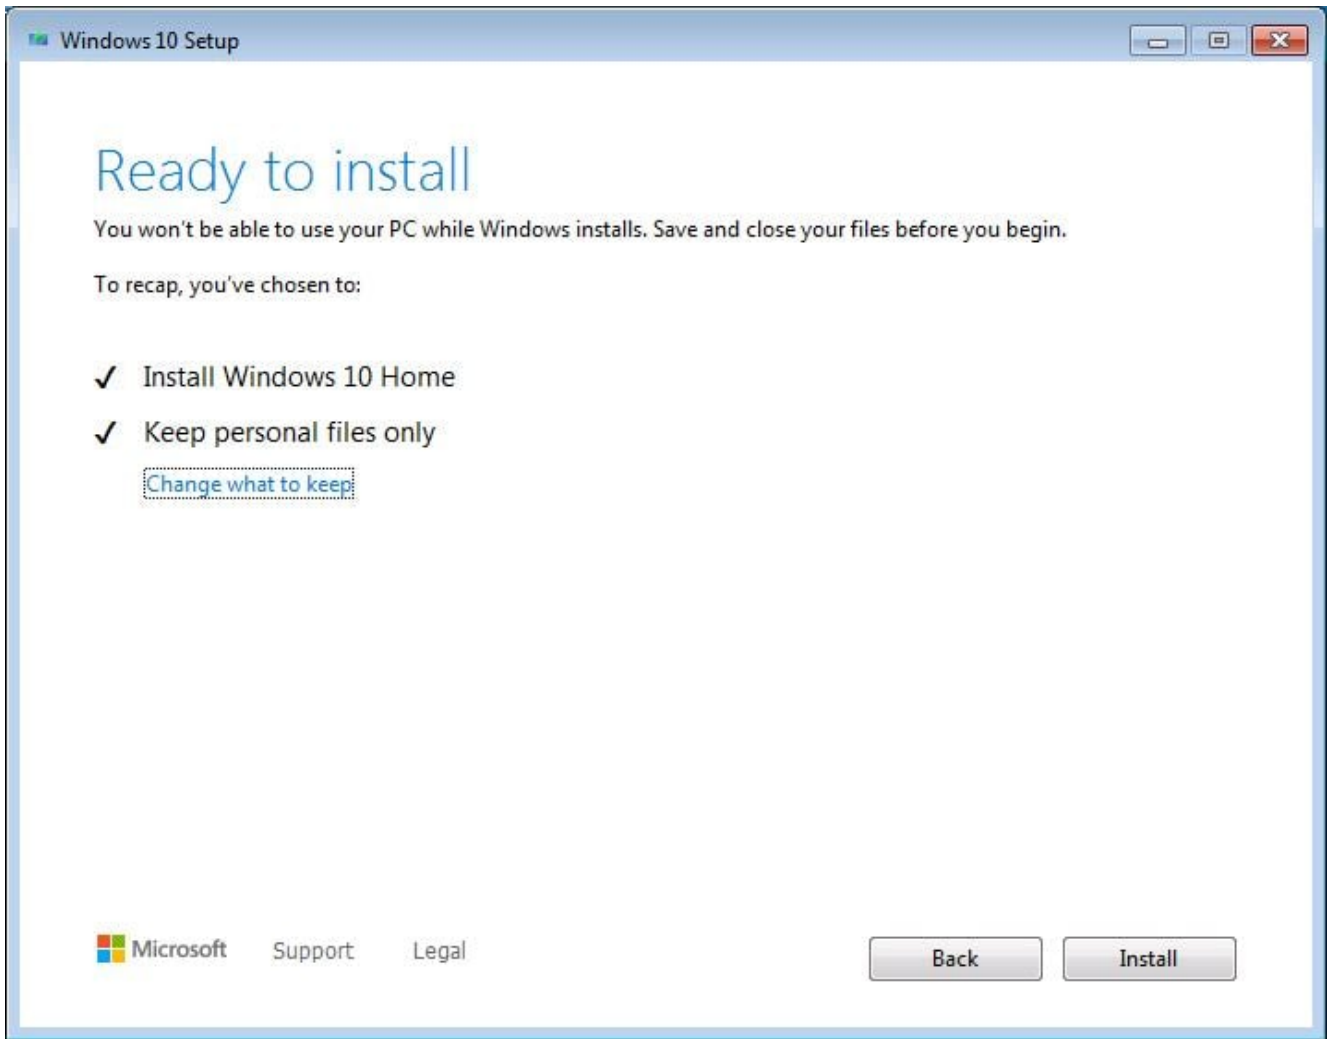 Windows 10 Setup
Ready to install
You won't be able to use your PC while Windows installs. Save and close your files before you begin.
To recap, you've chosen to:
Install Windows 10 Home
Keep personal files only
Change what to keep
Microsoft Support Legal
Back Install